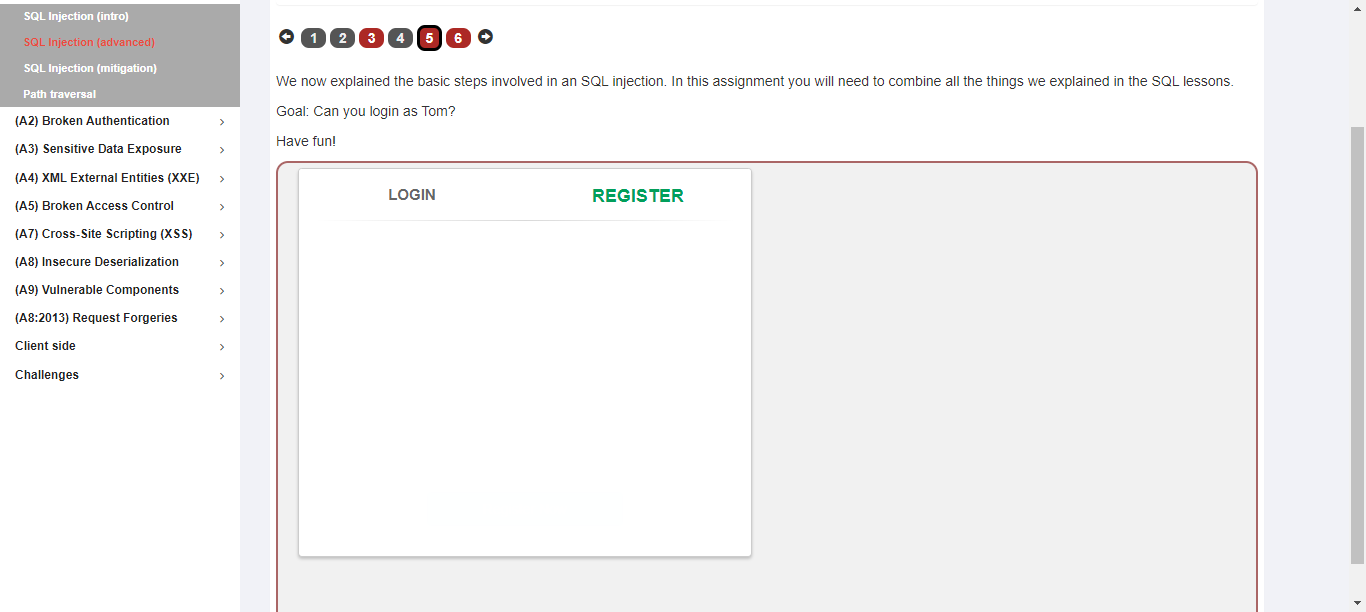 SQL Injection (intro)
SQL Injection (advanced)
SQL Injection (mitigation)
Path traversal
(A2) Broken Authentication
(A3) Sensitive Data Exposure
(A4) XML External Entities (XXE)
(A5) Broken Access Control
(A7) Cross-Site Scripting (XSS)
(A8) Insecure Deserialization
(A9) Vulnerable Components
(A8:2013) Request Forgeries
Client side
Challenges
1 2 3 4 5 6
We now explained the basic steps involved in an SQL injection. In this assignment you will need to combine all the things we explained in the SQL lessons.
Goal: Can you login as Tom?
Have fun!
LOGIN REGISTER